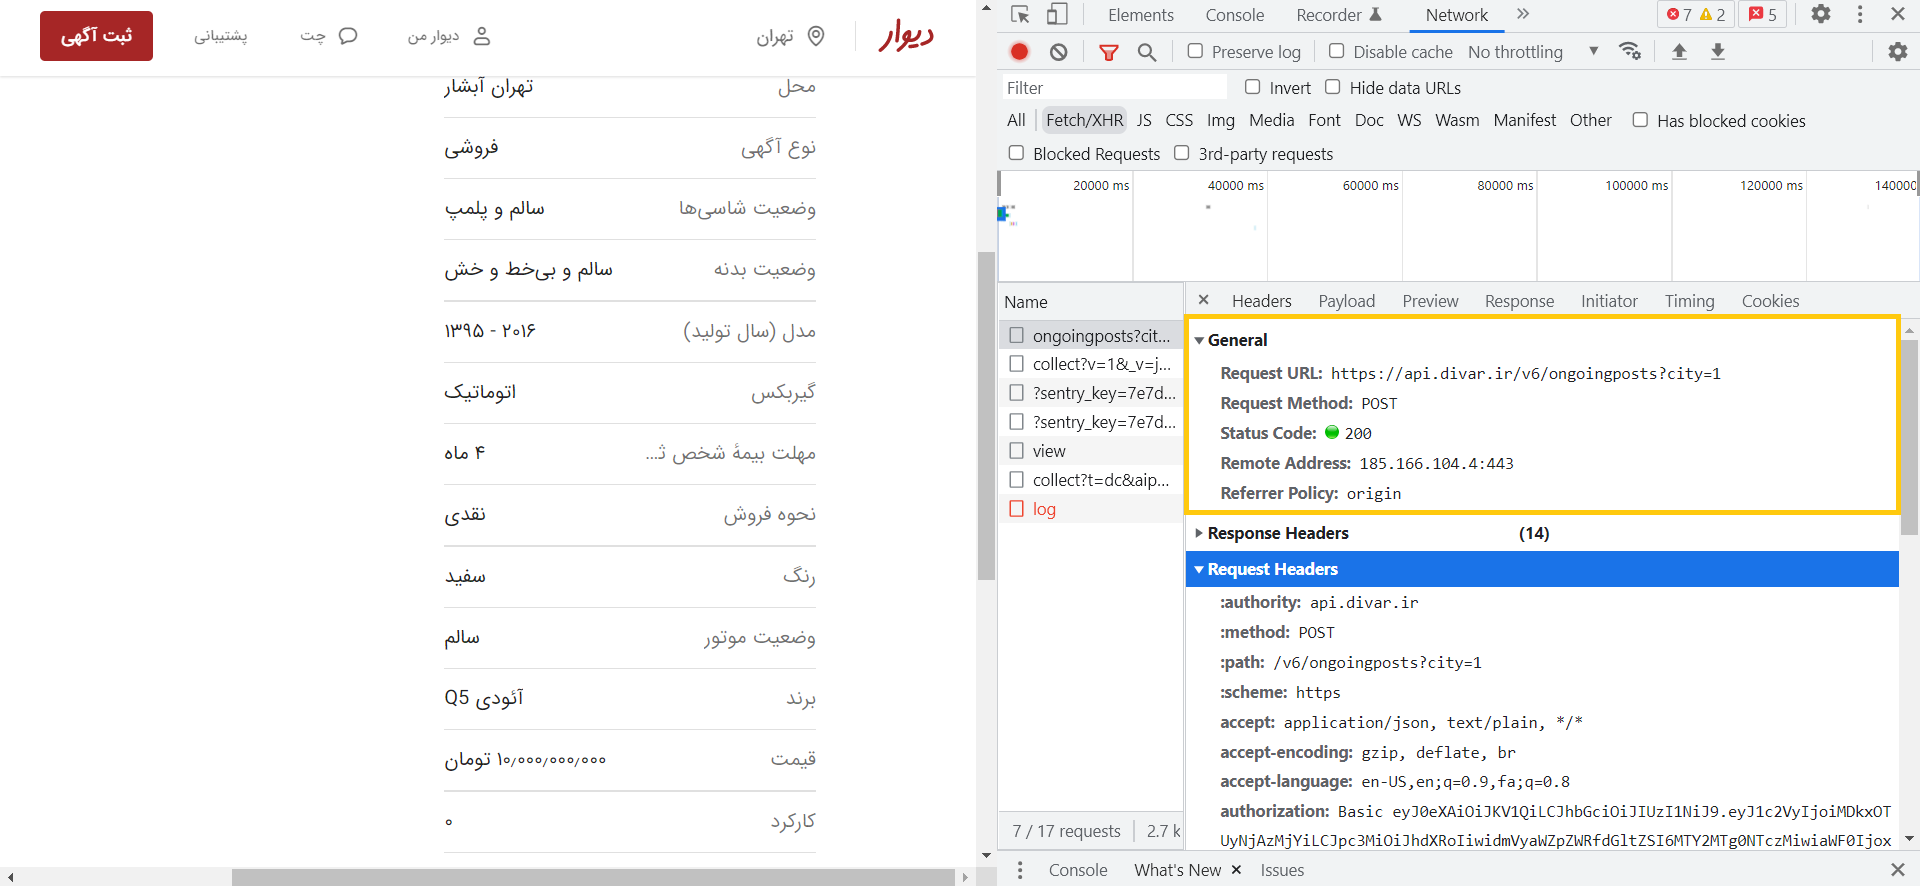 دیوار
تهران
دیوار من
چت
پشتیبانی
ثبت آگهی
محل تهران آبشار
نوع آگهی فروشی
وضعیت شاسی‌ها سالم و پلمپ
وضعیت بدنه سالم و بی‌خط و خش
مدل (سال تولید) ۲۰۱۶ - ۱۳۹۵
گیربکس اتوماتیک
مهلت بیمهٔ شخص ث... ۴ ماه
نحوه فروش نقدی
رنگ سفید
وضعیت موتور سالم
برند آئودی Q5
قیمت ۱۰٫۰۰۰٫۰۰۰٫۰۰۰ تومان
کارکرد ۰
Elements Console Recorder Network 7 2 5
Preserve log Disable cache No throttling
Filter Invert Hide data URLs
All Fetch/XHR JS CSS Img Media Font Doc WS Wasm Manifest Other Has blocked cookies
Blocked Requests 3rd-party requests
20000 ms 40000 ms 60000 ms 80000 ms 100000 ms 120000 ms 140000
Name
ongoingposts?cit...
collect?v=1&_v=j...
?sentry_key=7e7d...
?sentry_key=7e7d...
view
collect?t=dc&aip...
log
7 / 17 requests 2.7 k
Headers Payload Preview Response Initiator Timing Cookies
General
Request URL: https://api.divar.ir/v6/ongoingposts?city=1
Request Method: POST
Status Code: 200
Remote Address: 185.166.104.4:443
Referrer Policy: origin
Response Headers (14)
Request Headers
:authority: api.divar.ir
:method: POST
:path: /v6/ongoingposts?city=1
:scheme: https
accept: application/json, text/plain, */*
accept-encoding: gzip, deflate, br
accept-language: en-US,en;q=0.9,fa;q=0.8
authorization: Basic eyJ0eXAiOiJKV1QiLCJhbGciOiJIUzI1NiJ9.eyJ1c2VyIjoiMDkxOT
UyNjAzMjYiLCJpc3MiOiJhdXRoIiwidmVyaWZpZWRfdGltZSI6MTY2MTg0NTczMiwiaWF0Ijox
Console What's New Issues